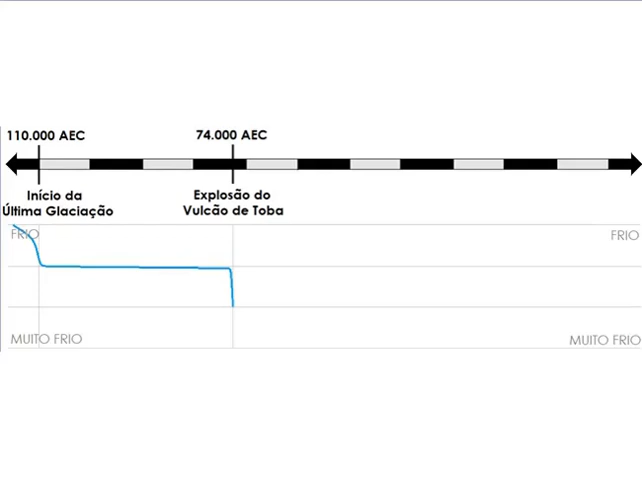 110.000 AEC
74.000 AEC
Início da
Última Glaciação
Explosão do
Vulcão de Toba
FRIO
FRIO
MUITO FRIO
MUITO FRIO